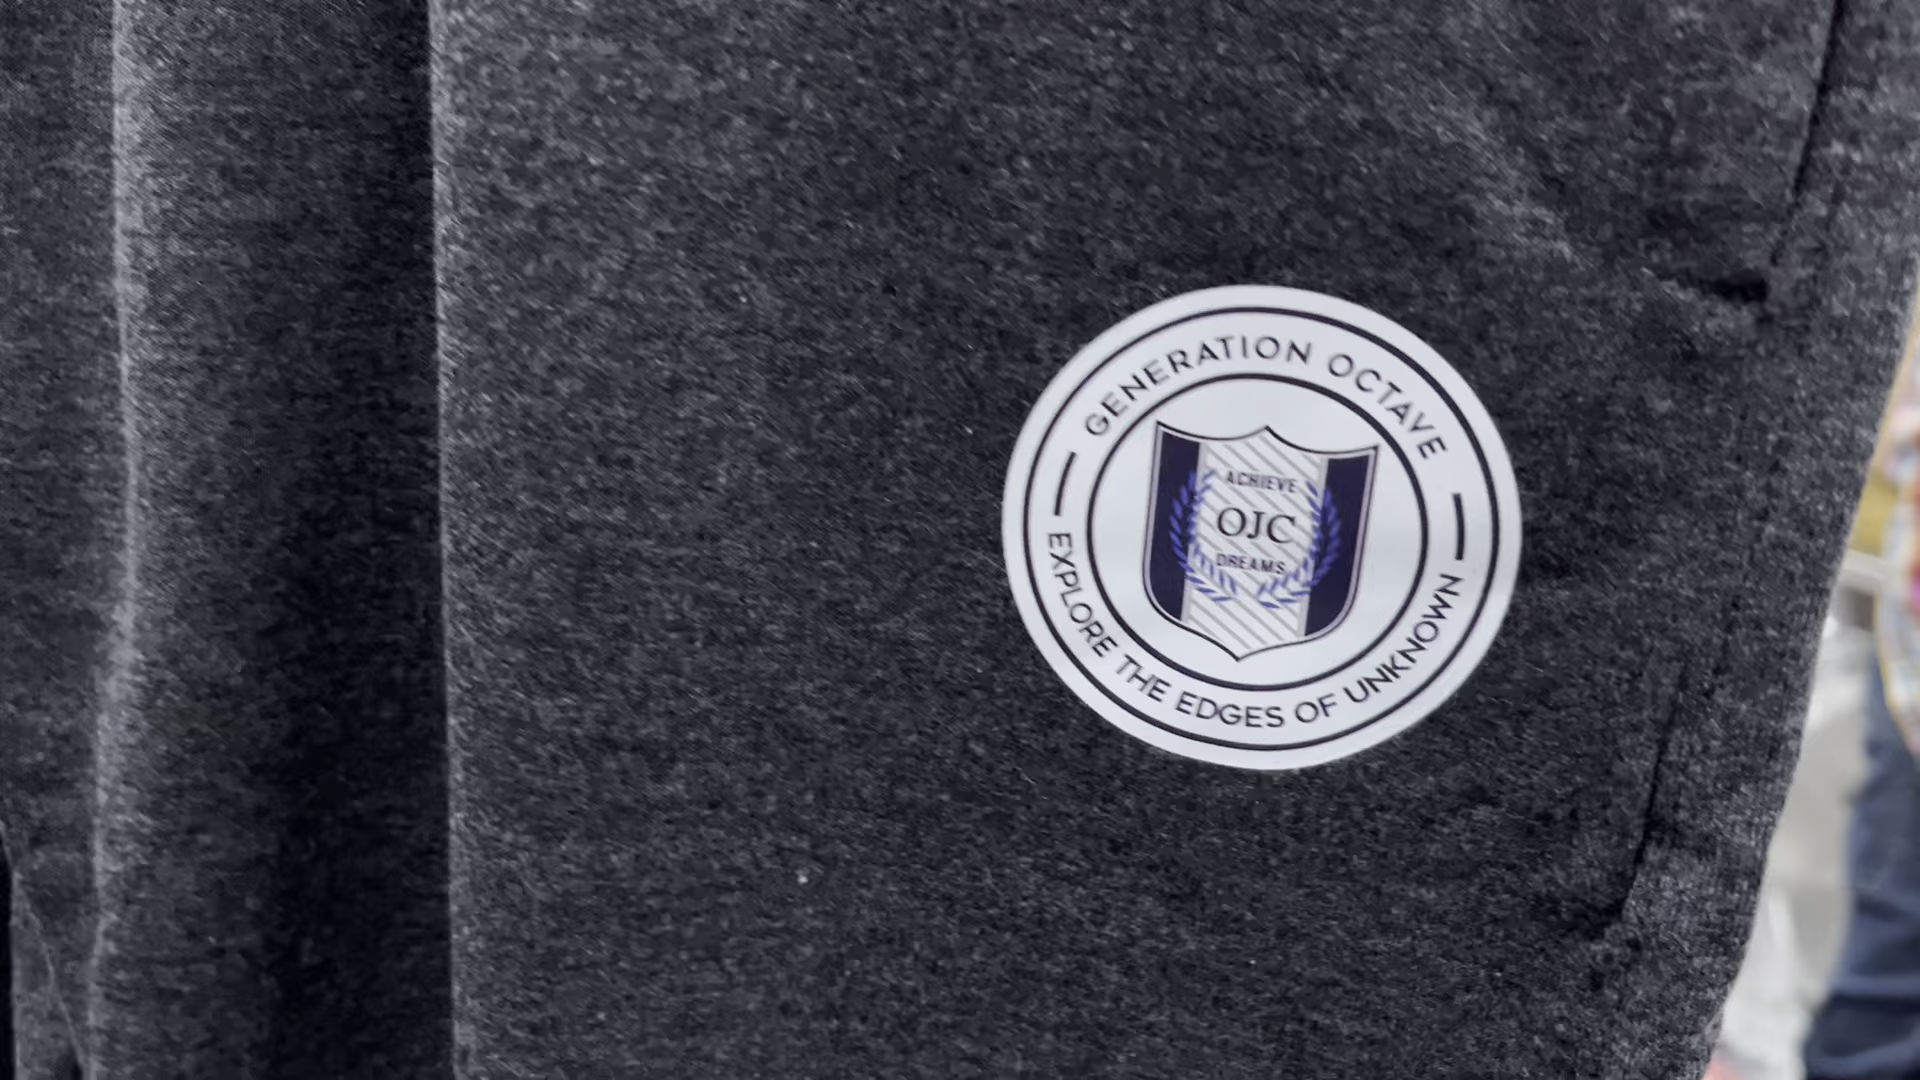 GENERATION OCTAVE
ACHIEVE
OJC
DREAMS
EXPLORE THE EDGES OF UNKNOWN